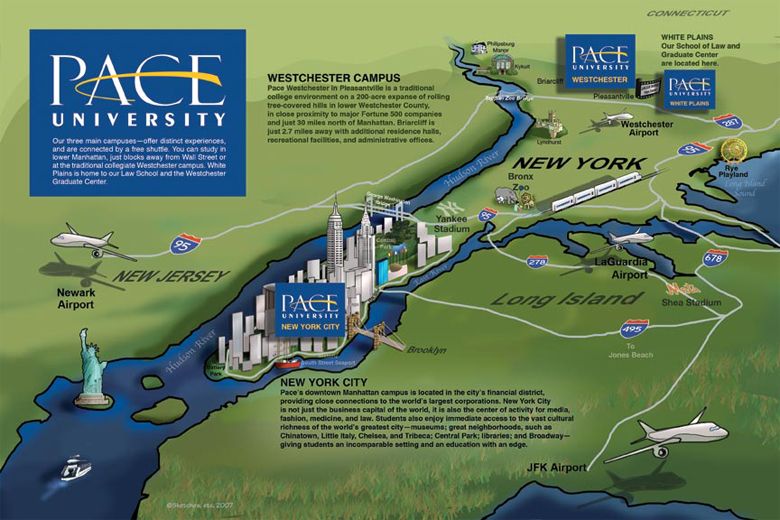 CONNECTICUT
PACE
UNIVERSITY
Our three main campuses—offer distinct experiences,
and are connected by a free shuttle. You can study in
lower Manhattan, just blocks away from Wall Street or
at the traditional collegiate Westchester campus. White
Plains is home to our Law School and the Westchester
Graduate Center.
WESTCHESTER CAMPUS
Pace Westchester in Pleasantville is a traditional
college environment on a 200-acre expanse of rolling
tree-covered hills in lower Westchester County,
in close proximity to major Fortune 500 companies
and just 30 miles north of Manhattan. Briarcliff is
just 2.7 miles away with additional residence halls,
recreational facilities, and administrative offices.
Philipsburg
Manor
Kykuit
Briarcliff
PACE
UNIVERSITY
WESTCHESTER
Pleasantville
WHITE PLAINS
Our School of Law and
Graduate Center
are located here.
PACE
UNIVERSITY
WHITE PLAINS
Tappan Zee Bridge
Lyndhurst
Westchester
Airport
287
95
Rye
Playland
Long Island
Sound
NEW YORK
Hudson River
Bronx
Zoo
George Washington
Bridge
Yankee
Stadium
95
Central
Park
East River
278
LaGuardia
Airport
678
Shea Stadium
Long Island
495
To
Jones Beach
95
NEW JERSEY
Newark
Airport
PACE
UNIVERSITY
NEW YORK CITY
Hudson River
Battery
Park
South Street Seaport
Brooklyn
NEW YORK CITY
Pace's downtown Manhattan campus is located in the city's financial district,
providing close connections to the world's largest corporations. New York City
is not just the business capital of the world, it is also the center of activity for media,
fashion, medicine, and law. Students also enjoy immediate access to the vast cultural
richness of the world's greatest city—museums; great neighborhoods, such as
Chinatown, Little Italy, Chelsea, and Tribeca; Central Park; libraries; and Broadway—
giving students an incomparable setting and an education with an edge.
JFK Airport